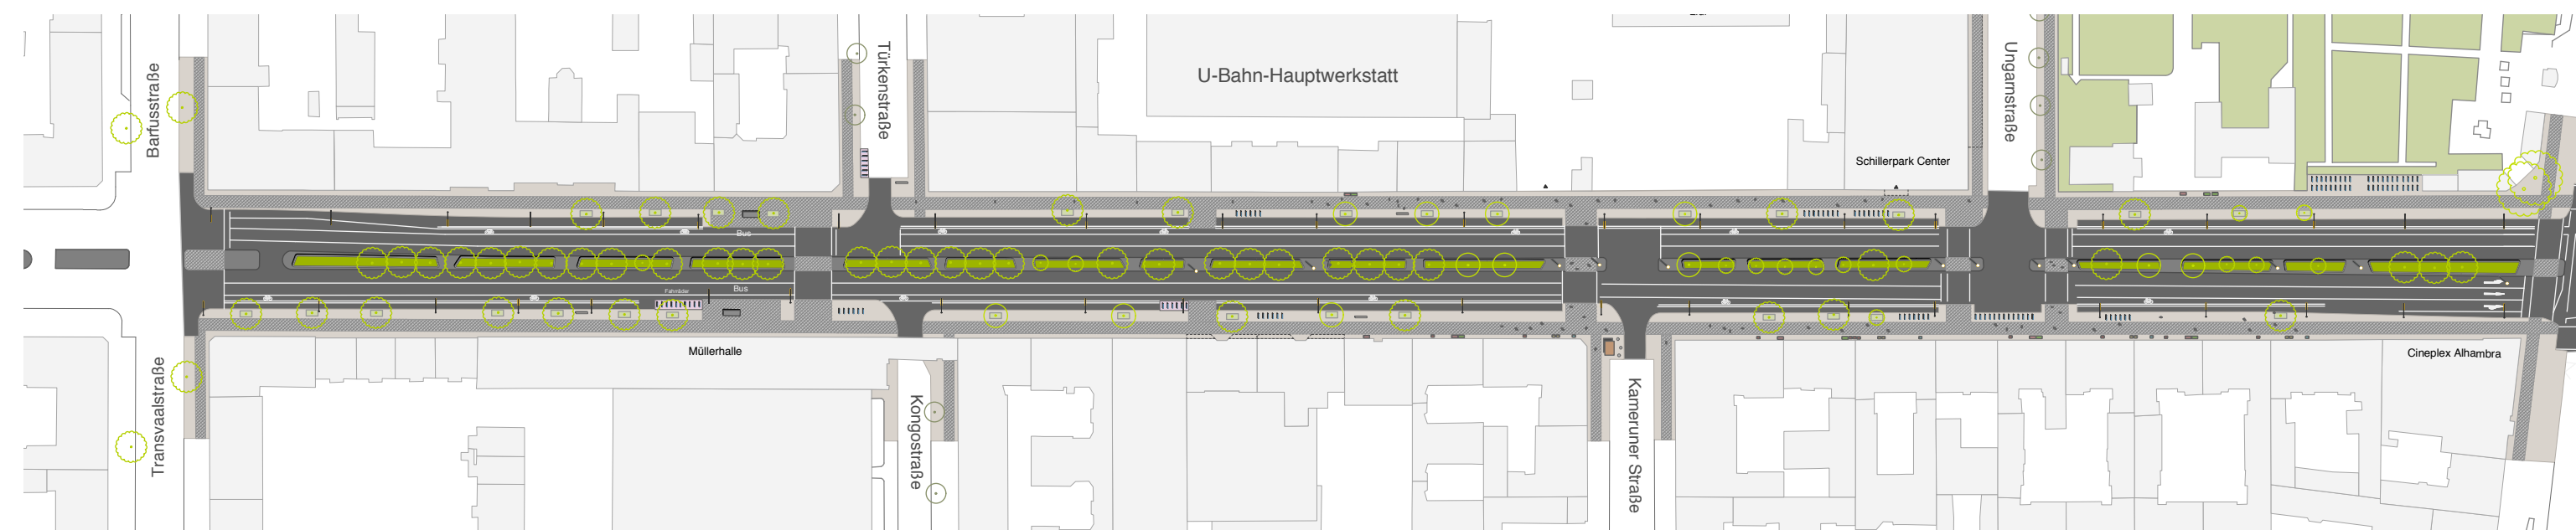 Barfusstraße
Türkenstraße
U-Bahn-Hauptwerkstatt
Schillerpark Center
Ungarnstraße
Bus
Bus
Fahrräder
Müllerhalle
Cineplex Alhambra
Transvaalstraße
Kongostraße
Kameruner Straße